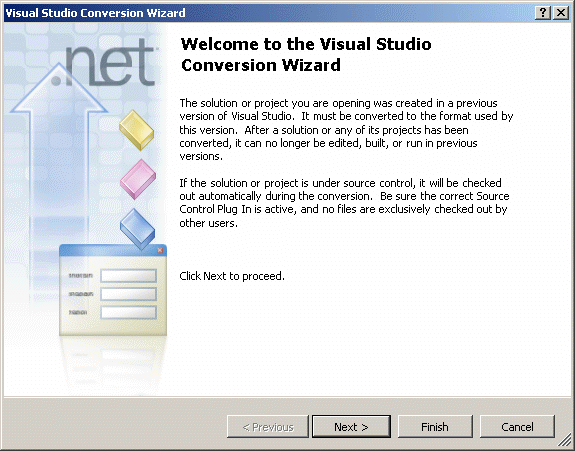 Visual Studio Conversion Wizard
.net
Welcome to the Visual Studio
Conversion Wizard
The solution or project you are opening was created in a previous
version of Visual Studio.  It must be converted to the format used by
this version.  After a solution or any of its projects has been
converted, it can no longer be edited, built, or run in previous
versions.
If the solution or project is under source control, it will be checked
out automatically during the conversion.  Be sure the correct Source
Control Plug In is active, and no files are exclusively checked out by
other users.
Click Next to proceed.
< Previous
Next >
Finish
Cancel